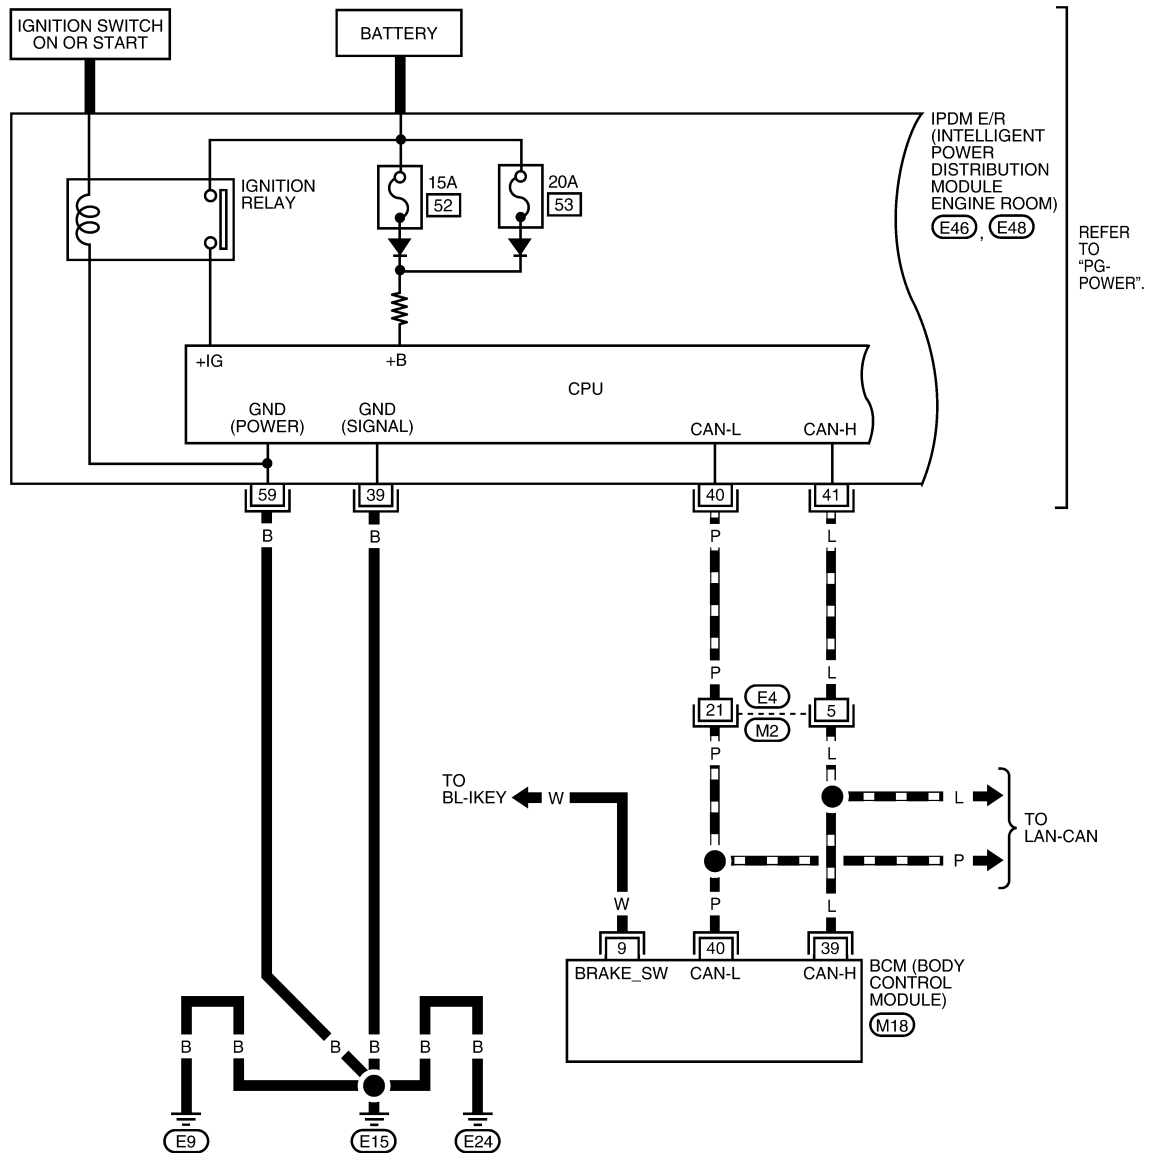 IGNITION SWITCH
ON OR START
BATTERY
IPDM E/R
(INTELLIGENT
POWER
DISTRIBUTION
MODULE
ENGINE ROOM)
E46 , E48
REFER
TO
“PG-
POWER”.
IGNITION
RELAY
15A
52
20A
53
+IG
+B
CPU
GND
(POWER)
GND
(SIGNAL)
CAN-L
CAN-H
59
39
40
41
B
B
P
L
P
L
21
E4
M2
5
P
L
TO
BL-IKEY
W
L
TO
LAN-CAN
P
W
P
L
9
40
39
BRAKE_SW
CAN-L
CAN-H
BCM (BODY
CONTROL
MODULE)
M18
B
B
B
B
B
B
E9
E15
E24